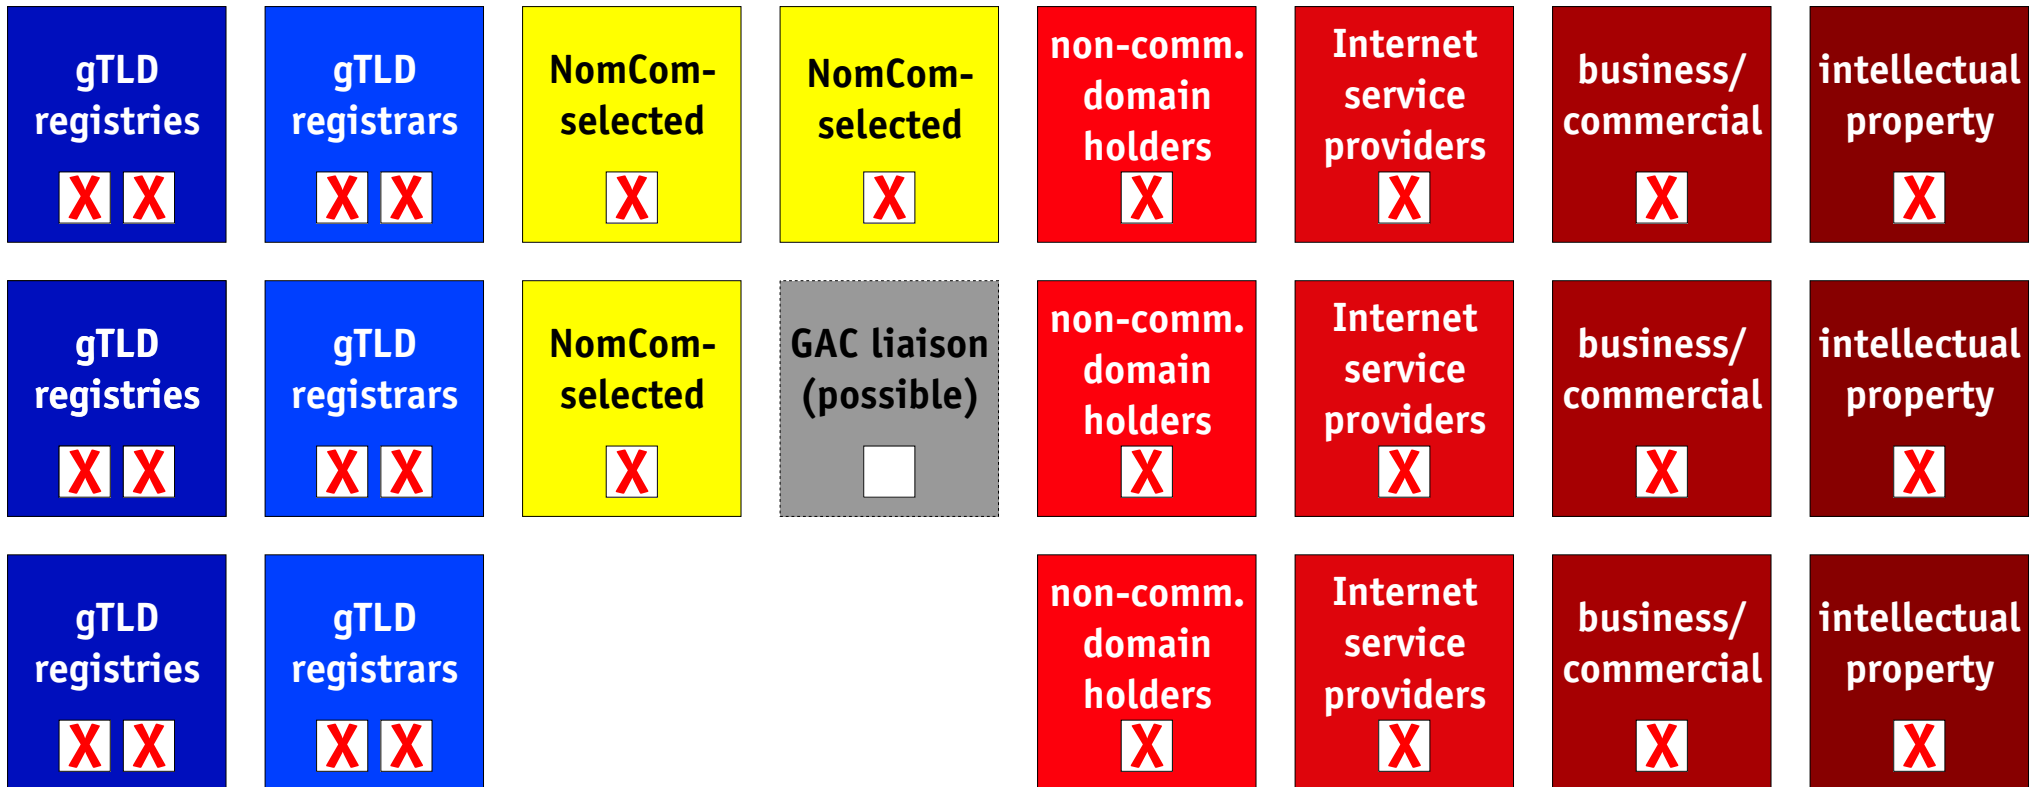 gTLD
registries
X X
gTLD
registrars
X X
NomCom-
selected
X
NomCom-
selected
X
non-comm.
domain
holders
X
Internet
service
providers
X
business/
commercial
X
intellectual
property
X
gTLD
registries
X X
gTLD
registrars
X X
NomCom-
selected
X
GAC liaison
(possible)
non-comm.
domain
holders
X
Internet
service
providers
X
business/
commercial
X
intellectual
property
X
gTLD
registries
X X
gTLD
registrars
X X
non-comm.
domain
holders
X
Internet
service
providers
X
business/
commercial
X
intellectual
property
X